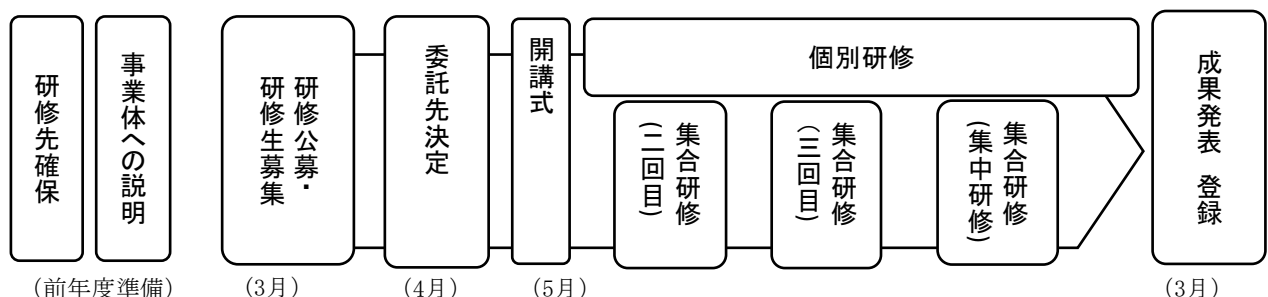 研修先確保
事業体への説明
研修公募・
研修生募集
委託先決定
開講式
個別研修
集合研修
（二回目）
集合研修
（三回目）
集合研修
（集中研修）
成果発表　登録
（前年度準備）
（3月）
（4月）
（5月）
（3月）